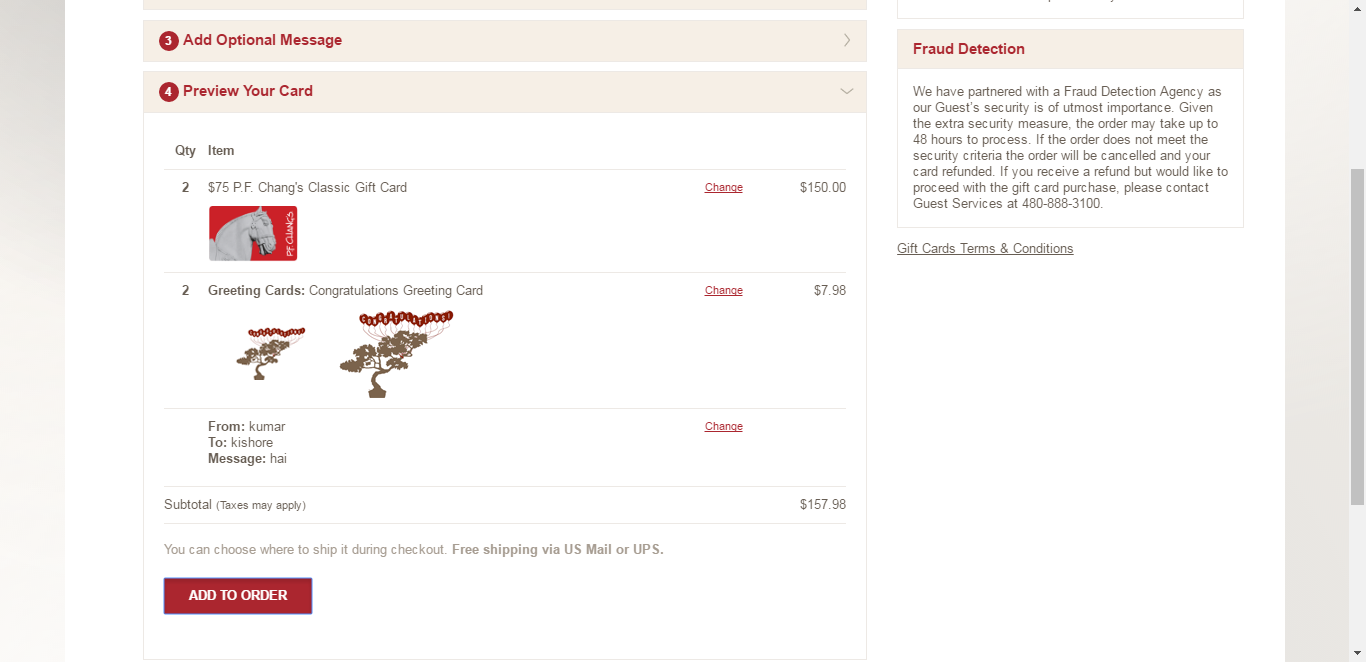 3 Add Optional Message
4 Preview Your Card
Qty Item
2 $75 P.F. Chang's Classic Gift Card Change $150.00
P.F. CHANG'S
2 Greeting Cards: Congratulations Greeting Card Change $7.98
From: kumar Change
To: kishore
Message: hai
Subtotal (Taxes may apply) $157.98
You can choose where to ship it during checkout. Free shipping via US Mail or UPS.
ADD TO ORDER
Fraud Detection
We have partnered with a Fraud Detection Agency as
our Guest's security is of utmost importance. Given
the extra security measure, the order may take up to
48 hours to process. If the order does not meet the
security criteria the order will be cancelled and your
card refunded. If you receive a refund but would like to
proceed with the gift card purchase, please contact
Guest Services at 480-888-3100.
Gift Cards Terms & Conditions